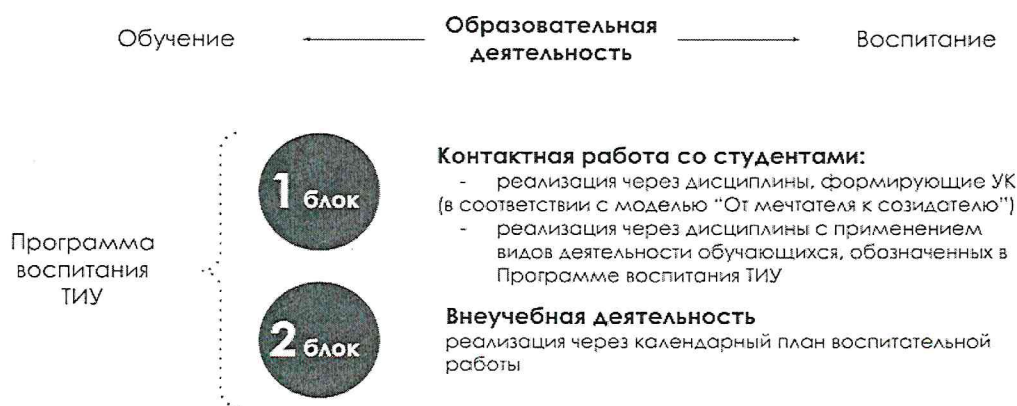 Обучение
Образовательная
деятельность
Воспитание
Программа
воспитания
ТИУ
1 блок
Контактная работа со студентами:
- реализация через дисциплины, формирующие УК
(в соответствии с моделью "От мечтателя к созидателю")
- реализация через дисциплины с применением
видов деятельности обучающихся, обозначенных в
Программе воспитания ТИУ
2 блок
Внеучебная деятельность
реализация через календарный план воспитательной
работы